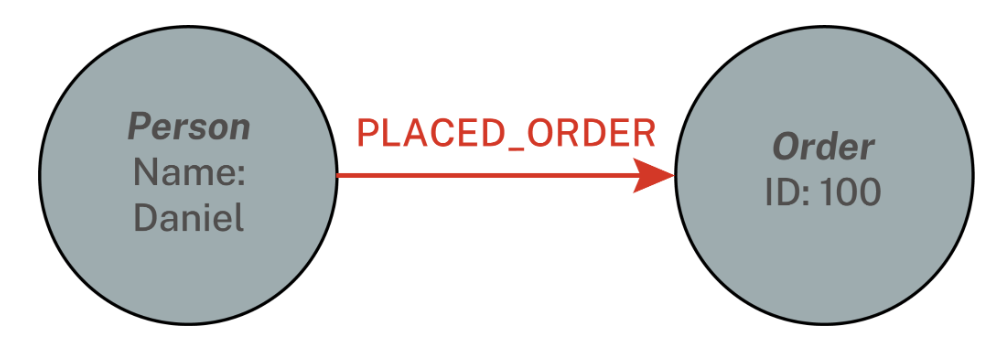 Person
Name:
Daniel
PLACED_ORDER
Order
ID: 100